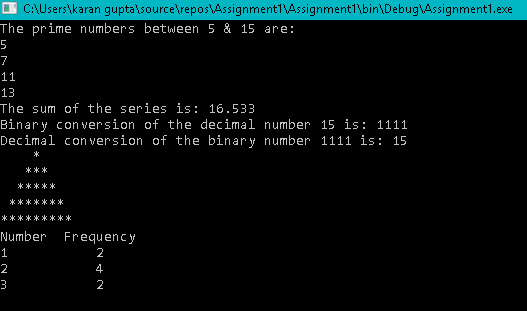 C:\Users\karan gupta\source\repos\Assignment1\Assignment1\bin\Debug\Assignment1.exe
The prime numbers between 5 & 15 are:
5
7
11
13
The sum of the series is: 16.533
Binary conversion of the decimal number 15 is: 1111
Decimal conversion of the binary number 1111 is: 15
    *
   ***
  *****
 *******
*********
Number  Frequency
1           2
2           4
3           2